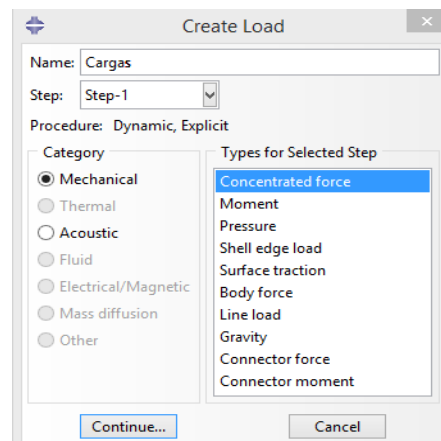 Create Load
Name: Cargas
Step: Step-1
Procedure: Dynamic, Explicit
Category
Mechanical
Thermal
Acoustic
Fluid
Electrical/Magnetic
Mass diffusion
Other
Types for Selected Step
Concentrated force
Moment
Pressure
Shell edge load
Surface traction
Body force
Line load
Gravity
Connector force
Connector moment
Continue...
Cancel